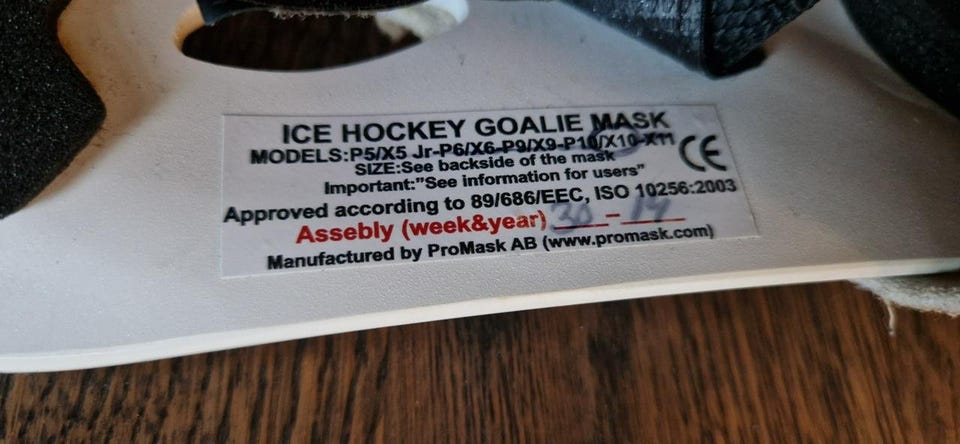 ICE HOCKEY GOALIE MASK
MODELS:P5/X5 Jr-P6/X6-P9/X9-P10/X10-X11
SIZE:See backside of the mask
Important:"See information for users"
CE
Approved according to 89/686/EEC, ISO 10256:2003
Assebly (week&year) 30 - 14
Manufactured by ProMask AB (www.promask.com)